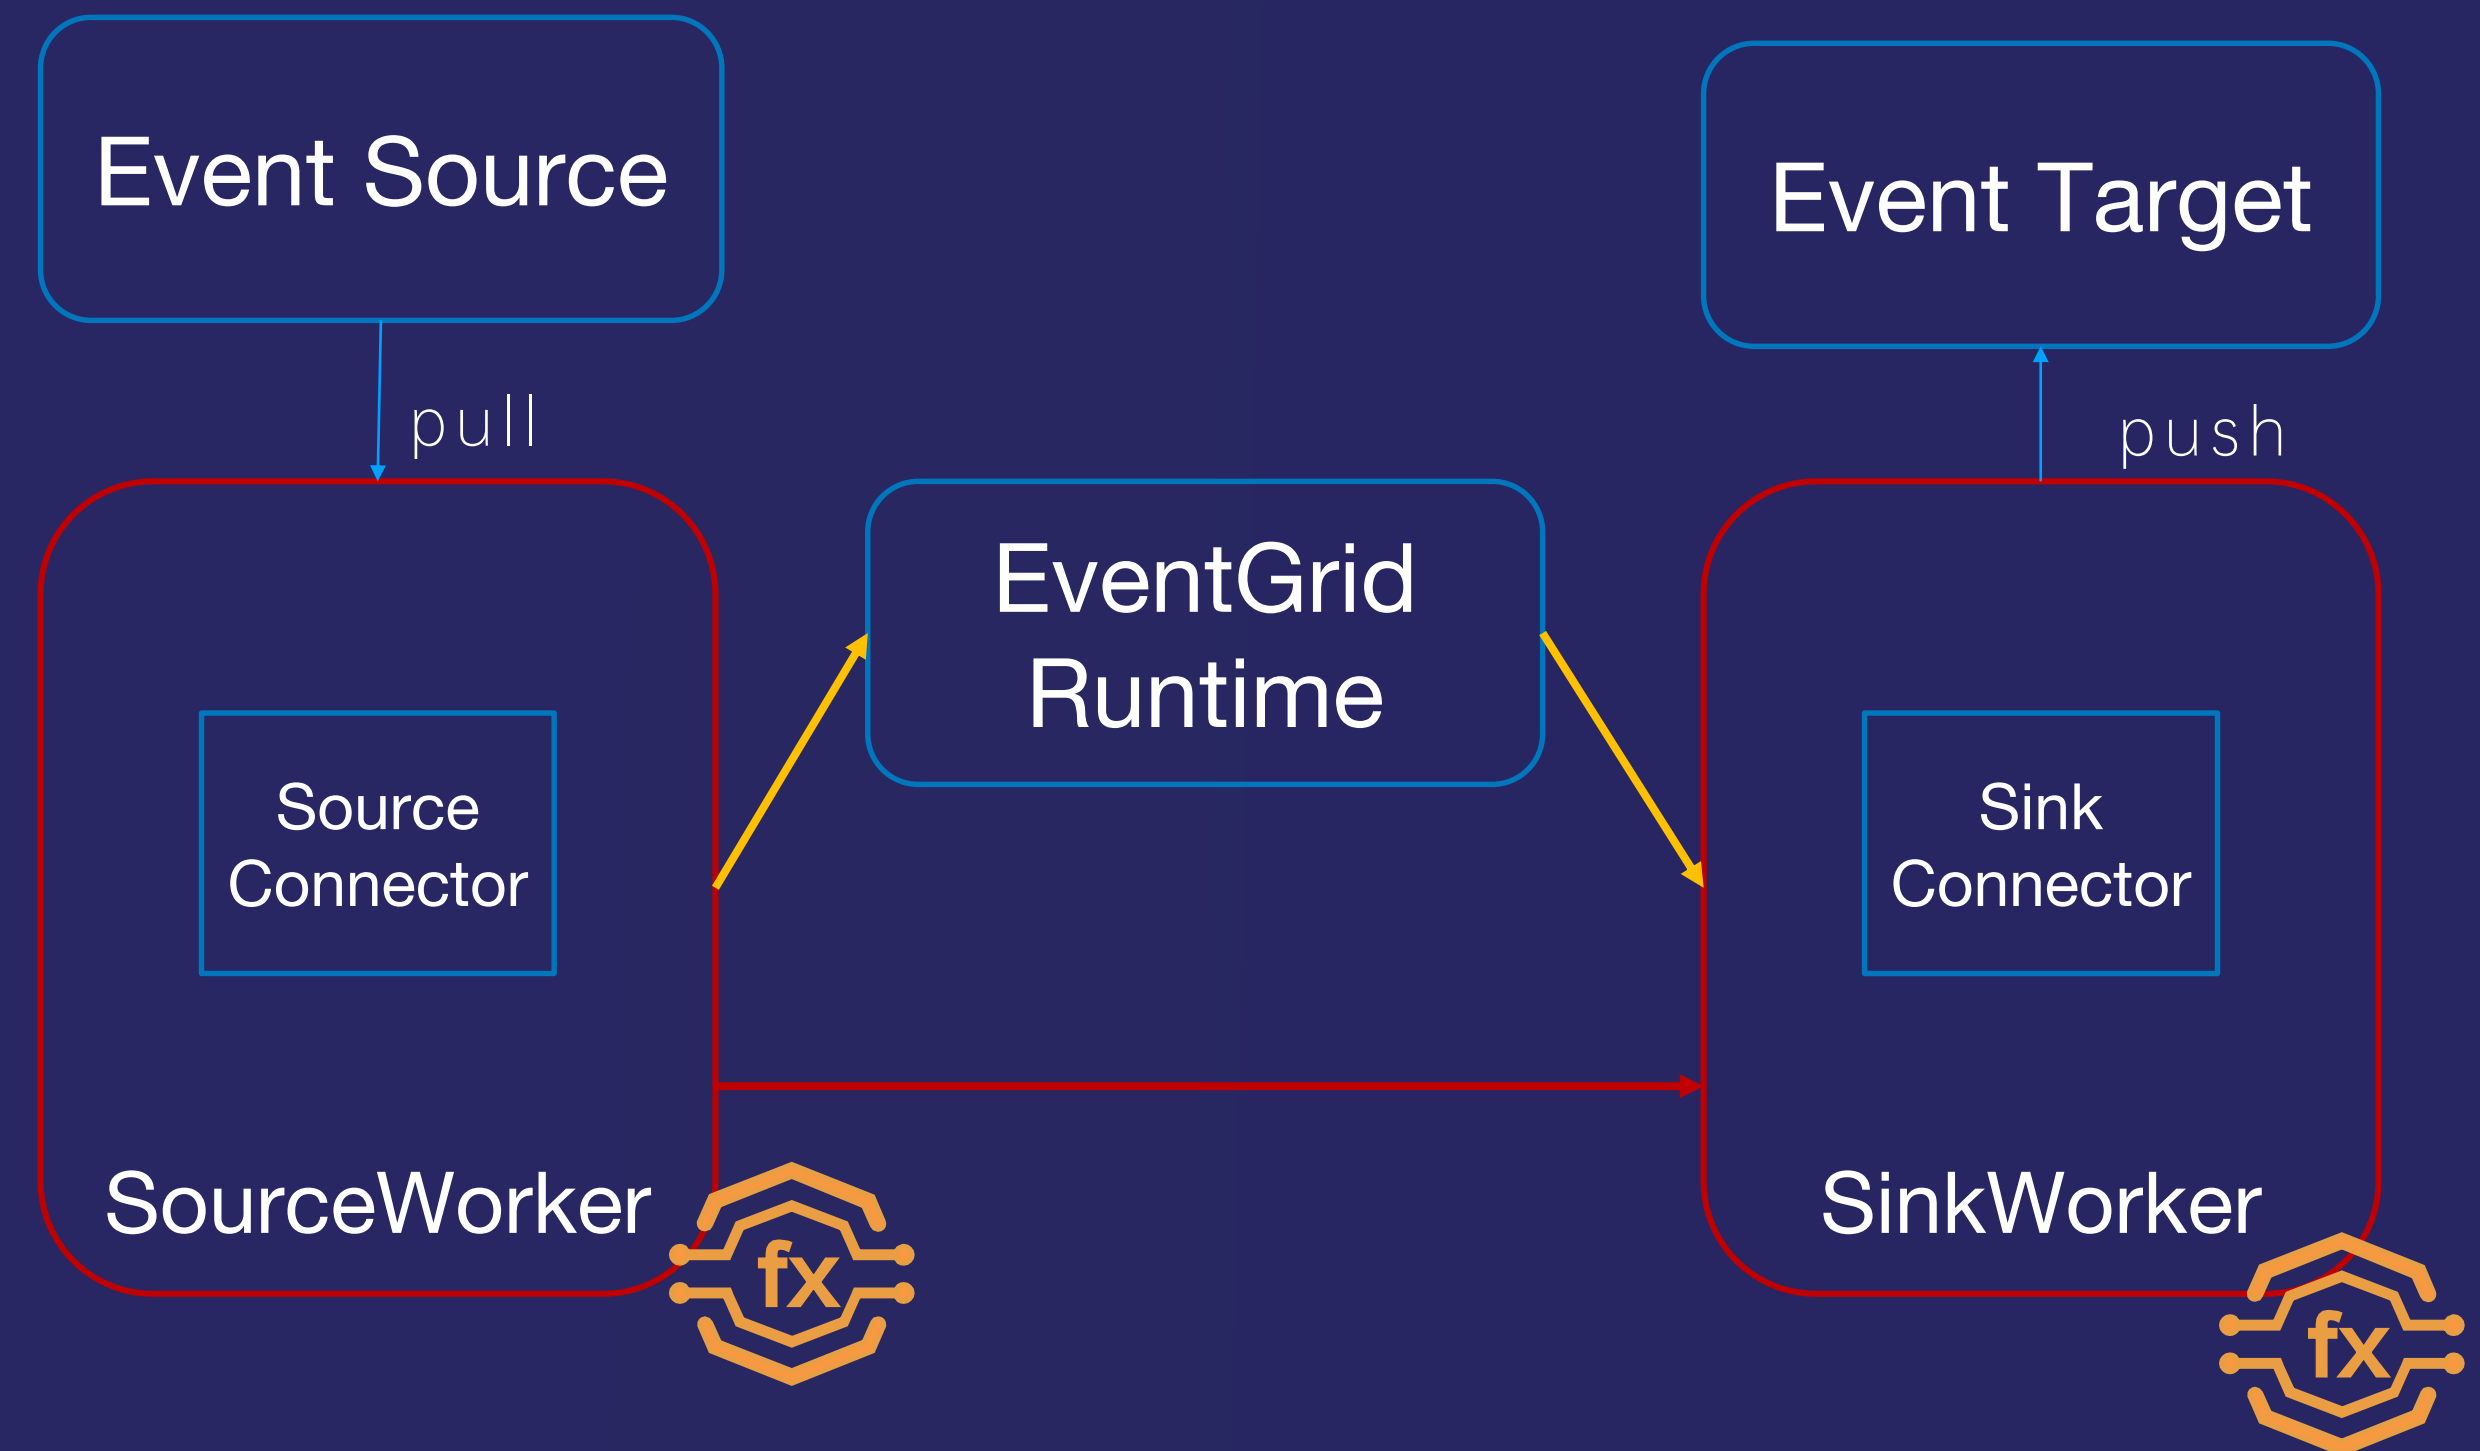 Event Source
Event Target
pull
push
EventGrid
Runtime
Source
Connector
Sink
Connector
SourceWorker
SinkWorker
fx
fx